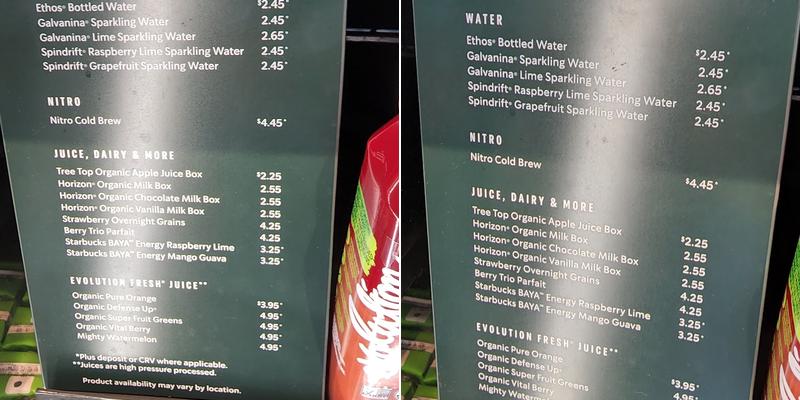 Ethos® Bottled Water $2.45*
Galvanina® Sparkling Water 2.45*
Galvanina® Lime Sparkling Water 2.65*
Spindrift® Raspberry Lime Sparkling Water 2.45*
Spindrift® Grapefruit Sparkling Water 2.45*
NITRO
Nitro Cold Brew $4.45*
JUICE, DAIRY & MORE
Tree Top Organic Apple Juice Box $2.25
Horizon® Organic Milk Box 2.55
Horizon® Organic Chocolate Milk Box 2.55
Horizon® Organic Vanilla Milk Box 2.55
Strawberry Overnight Grains 4.25
Berry Trio Parfait 4.25
Starbucks BAYA™ Energy Raspberry Lime 3.25*
Starbucks BAYA™ Energy Mango Guava 3.25*
EVOLUTION FRESH® JUICE**
Organic Pure Orange $3.95*
Organic Defense Up® 4.95*
Organic Super Fruit Greens 4.95*
Organic Vital Berry 4.95*
Mighty Watermelon 4.95*
*Plus deposit or CRV where applicable.
**Juices are high pressure processed.
Product availability may vary by location.
WATER
Ethos® Bottled Water $2.45*
Galvanina® Sparkling Water 2.45*
Galvanina® Lime Sparkling Water 2.65*
Spindrift® Raspberry Lime Sparkling Water 2.45*
Spindrift® Grapefruit Sparkling Water 2.45*
NITRO
Nitro Cold Brew $4.45*
JUICE, DAIRY & MORE
Tree Top Organic Apple Juice Box $2.25
Horizon® Organic Milk Box 2.55
Horizon® Organic Chocolate Milk Box 2.55
Horizon® Organic Vanilla Milk Box 2.55
Strawberry Overnight Grains 4.25
Berry Trio Parfait 4.25
Starbucks BAYA™ Energy Raspberry Lime 3.25*
Starbucks BAYA™ Energy Mango Guava 3.25*
EVOLUTION FRESH® JUICE**
Organic Pure Orange $3.95*
Organic Defense Up® 4.95*
Organic Super Fruit Greens
Organic Vital Berry
Mighty